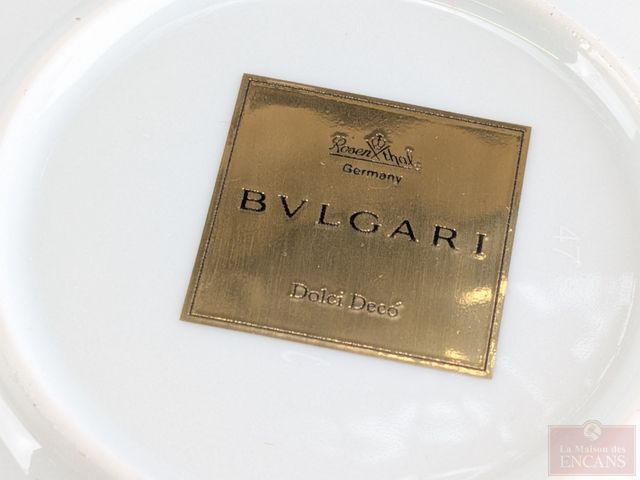 Rosenthal
Germany
BVLGARI
Dolci Decó
47
La Maison des
ENCANS